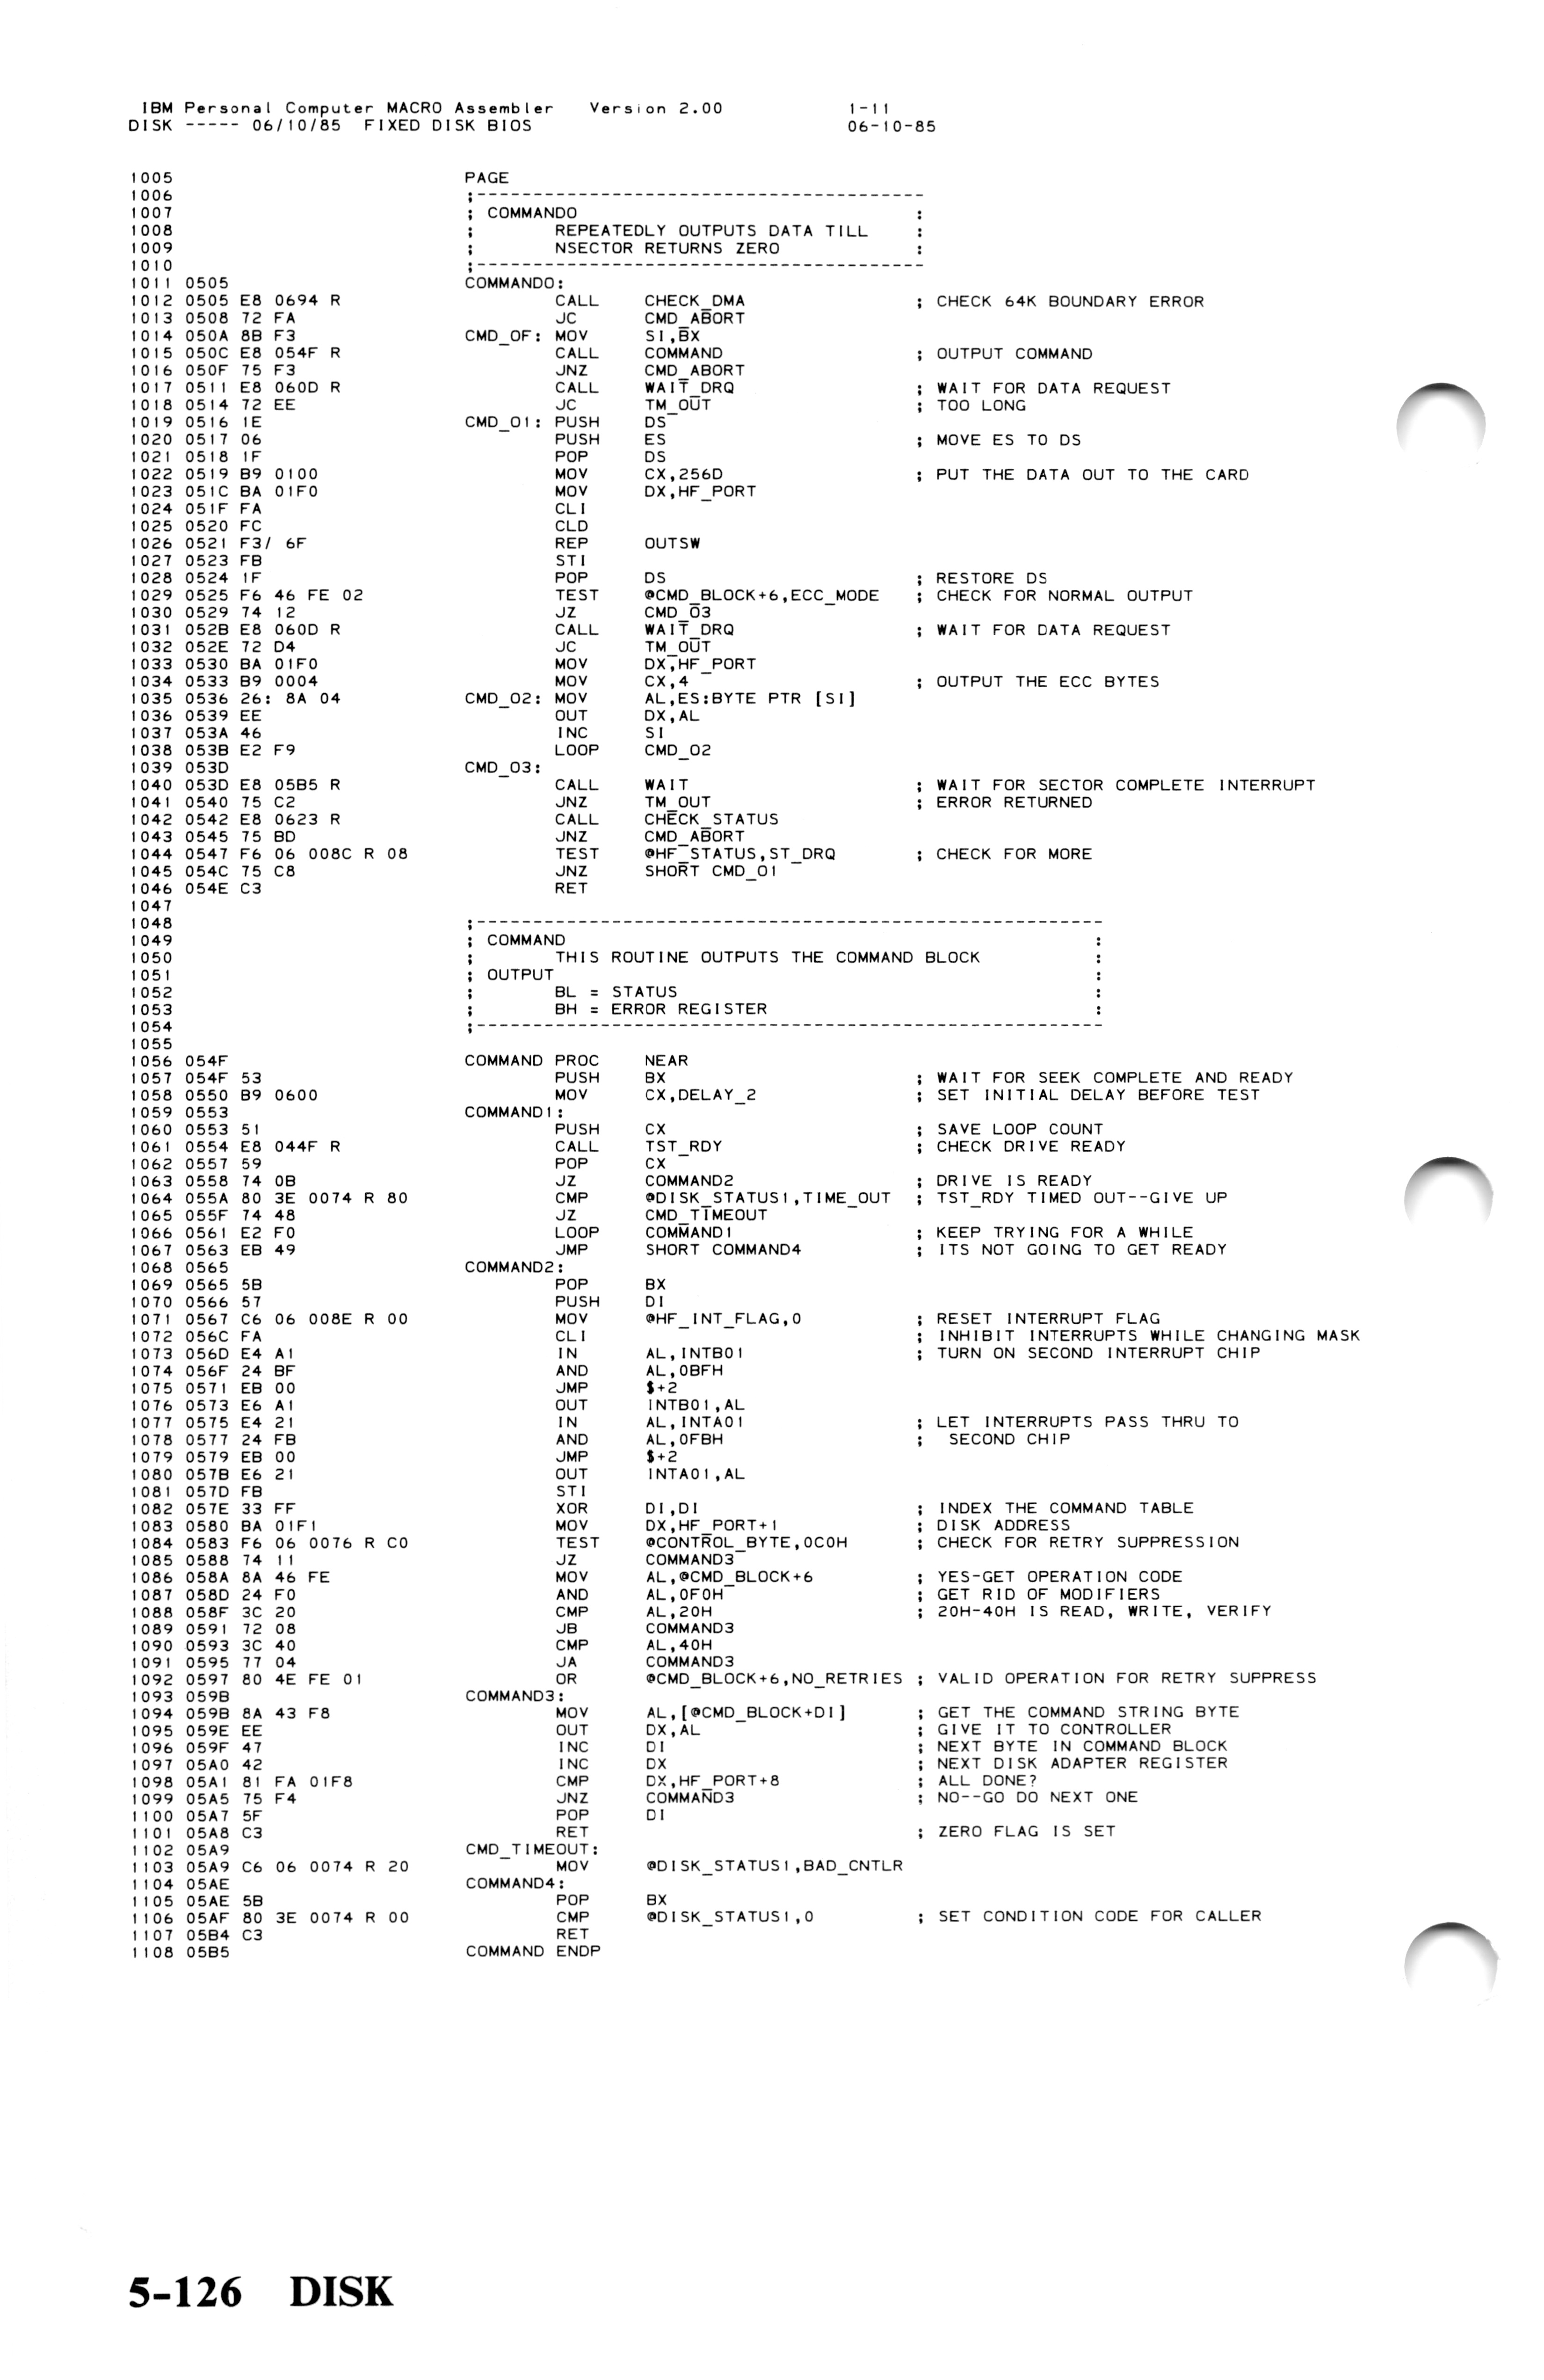 IBM Personal Computer MACRO Assembler    Version 2.00              1-11
DISK ----- 06/10/85  FIXED DISK BIOS                               06-10-85
1005                          PAGE
1006                          ;----------------------------------------
1007                          ; COMMANDO                              :
1008                          ;       REPEATEDLY OUTPUTS DATA TILL    :
1009                          ;       NSECTOR RETURNS ZERO            :
1010                          ;----------------------------------------
1011 0505                     COMMANDO:
1012 0505 E8 0694 R                   CALL    CHECK_DMA               ; CHECK 64K BOUNDARY ERROR
1013 0508 72 FA                       JC      CMD_ABORT
1014 050A 8B F3               CMD_OF: MOV     SI,BX
1015 050C E8 054F R                   CALL    COMMAND                 ; OUTPUT COMMAND
1016 050F 75 F3                       JNZ     CMD_ABORT
1017 0511 E8 060D R                   CALL    WAIT_DRQ                ; WAIT FOR DATA REQUEST
1018 0514 72 EE                       JC      TM_OUT                  ; TOO LONG
1019 0516 1E                  CMD_O1: PUSH    DS
1020 0517 06                          PUSH    ES                      ; MOVE ES TO DS
1021 0518 1F                          POP     DS
1022 0519 B9 0100                     MOV     CX,256D                 ; PUT THE DATA OUT TO THE CARD
1023 051C BA 01F0                     MOV     DX,HF_PORT
1024 051F FA                          CLI
1025 0520 FC                          CLD
1026 0521 F3/ 6F                      REP     OUTSW
1027 0523 FB                          STI
1028 0524 1F                          POP     DS                      ; RESTORE DS
1029 0525 F6 46 FE 02                 TEST    @CMD_BLOCK+6,ECC_MODE   ; CHECK FOR NORMAL OUTPUT
1030 0529 74 12                       JZ      CMD_O3
1031 052B E8 060D R                   CALL    WAIT_DRQ                ; WAIT FOR DATA REQUEST
1032 052E 72 D4                       JC      TM_OUT
1033 0530 BA 01F0                     MOV     DX,HF_PORT
1034 0533 B9 0004                     MOV     CX,4                    ; OUTPUT THE ECC BYTES
1035 0536 26: 8A 04           CMD_O2: MOV     AL,ES:BYTE PTR [SI]
1036 0539 EE                          OUT     DX,AL
1037 053A 46                          INC     SI
1038 053B E2 F9                       LOOP    CMD_O2
1039 053D                     CMD_O3:
1040 053D E8 05B5 R                   CALL    WAIT                    ; WAIT FOR SECTOR COMPLETE INTERRUPT
1041 0540 75 C2                       JNZ     TM_OUT                  ; ERROR RETURNED
1042 0542 E8 0623 R                   CALL    CHECK_STATUS
1043 0545 75 BD                       JNZ     CMD_ABORT
1044 0547 F6 06 008C R 08             TEST    @HF_STATUS,ST_DRQ       ; CHECK FOR MORE
1045 054C 75 C8                       JNZ     SHORT CMD_O1
1046 054E C3                          RET
1047
1048                          ;--------------------------------------------------------
1049                          ; COMMAND                                               :
1050                          ;       THIS ROUTINE OUTPUTS THE COMMAND BLOCK          :
1051                          ; OUTPUT                                                :
1052                          ;       BL = STATUS                                     :
1053                          ;       BH = ERROR REGISTER                             :
1054                          ;--------------------------------------------------------
1055
1056 054F                     COMMAND PROC    NEAR
1057 054F 53                          PUSH    BX                      ; WAIT FOR SEEK COMPLETE AND READY
1058 0550 B9 0600                     MOV     CX,DELAY_2              ; SET INITIAL DELAY BEFORE TEST
1059 0553                     COMMAND1:
1060 0553 51                          PUSH    CX                      ; SAVE LOOP COUNT
1061 0554 E8 044F R                   CALL    TST_RDY                 ; CHECK DRIVE READY
1062 0557 59                          POP     CX
1063 0558 74 0B                       JZ      COMMAND2                ; DRIVE IS READY
1064 055A 80 3E 0074 R 80             CMP     @DISK_STATUS1,TIME_OUT  ; TST_RDY TIMED OUT--GIVE UP
1065 055F 74 48                       JZ      CMD_TIMEOUT
1066 0561 E2 F0                       LOOP    COMMAND1                ; KEEP TRYING FOR A WHILE
1067 0563 EB 49                       JMP     SHORT COMMAND4          ; ITS NOT GOING TO GET READY
1068 0565                     COMMAND2:
1069 0565 5B                          POP     BX
1070 0566 57                          PUSH    DI
1071 0567 C6 06 008E R 00             MOV     @HF_INT_FLAG,0          ; RESET INTERRUPT FLAG
1072 056C FA                          CLI                             ; INHIBIT INTERRUPTS WHILE CHANGING MASK
1073 056D E4 A1                       IN      AL,INTB01               ; TURN ON SECOND INTERRUPT CHIP
1074 056F 24 BF                       AND     AL,0BFH
1075 0571 EB 00                       JMP     $+2
1076 0573 E6 A1                       OUT     INTB01,AL
1077 0575 E4 21                       IN      AL,INTA01               ; LET INTERRUPTS PASS THRU TO
1078 0577 24 FB                       AND     AL,0FBH                 ;  SECOND CHIP
1079 0579 EB 00                       JMP     $+2
1080 057B E6 21                       OUT     INTA01,AL
1081 057D FB                          STI
1082 057E 33 FF                       XOR     DI,DI                   ; INDEX THE COMMAND TABLE
1083 0580 BA 01F1                     MOV     DX,HF_PORT+1            ; DISK ADDRESS
1084 0583 F6 06 0076 R C0             TEST    @CONTROL_BYTE,0C0H      ; CHECK FOR RETRY SUPPRESSION
1085 0588 74 11                       JZ      COMMAND3
1086 058A 8A 46 FE                    MOV     AL,@CMD_BLOCK+6         ; YES-GET OPERATION CODE
1087 058D 24 F0                       AND     AL,0F0H                 ; GET RID OF MODIFIERS
1088 058F 3C 20                       CMP     AL,20H                  ; 20H-40H IS READ, WRITE, VERIFY
1089 0591 72 08                       JB      COMMAND3
1090 0593 3C 40                       CMP     AL,40H
1091 0595 77 04                       JA      COMMAND3
1092 0597 80 4E FE 01                 OR      @CMD_BLOCK+6,NO_RETRIES ; VALID OPERATION FOR RETRY SUPPRESS
1093 059B                     COMMAND3:
1094 059B 8A 43 F8                    MOV     AL,[@CMD_BLOCK+DI]      ; GET THE COMMAND STRING BYTE
1095 059E EE                          OUT     DX,AL                   ; GIVE IT TO CONTROLLER
1096 059F 47                          INC     DI                      ; NEXT BYTE IN COMMAND BLOCK
1097 05A0 42                          INC     DX                      ; NEXT DISK ADAPTER REGISTER
1098 05A1 81 FA 01F8                  CMP     DX,HF_PORT+8            ; ALL DONE?
1099 05A5 75 F4                       JNZ     COMMAND3                ; NO--GO DO NEXT ONE
1100 05A7 5F                          POP     DI
1101 05A8 C3                          RET                             ; ZERO FLAG IS SET
1102 05A9                     CMD_TIMEOUT:
1103 05A9 C6 06 0074 R 20             MOV     @DISK_STATUS1,BAD_CNTLR
1104 05AE                     COMMAND4:
1105 05AE 5B                          POP     BX
1106 05AF 80 3E 0074 R 00             CMP     @DISK_STATUS1,0         ; SET CONDITION CODE FOR CALLER
1107 05B4 C3                          RET
1108 05B5                     COMMAND ENDP
5-126 DISK